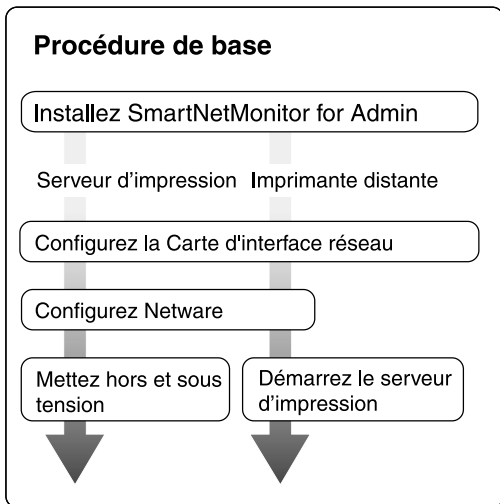 Procédure de base
Installez SmartNetMonitor for Admin
Serveur d’impression Imprimante distante
Configurez la Carte d'interface réseau
Configurez Netware
Mettez hors et sous
tension
Démarrez le serveur
d’impression